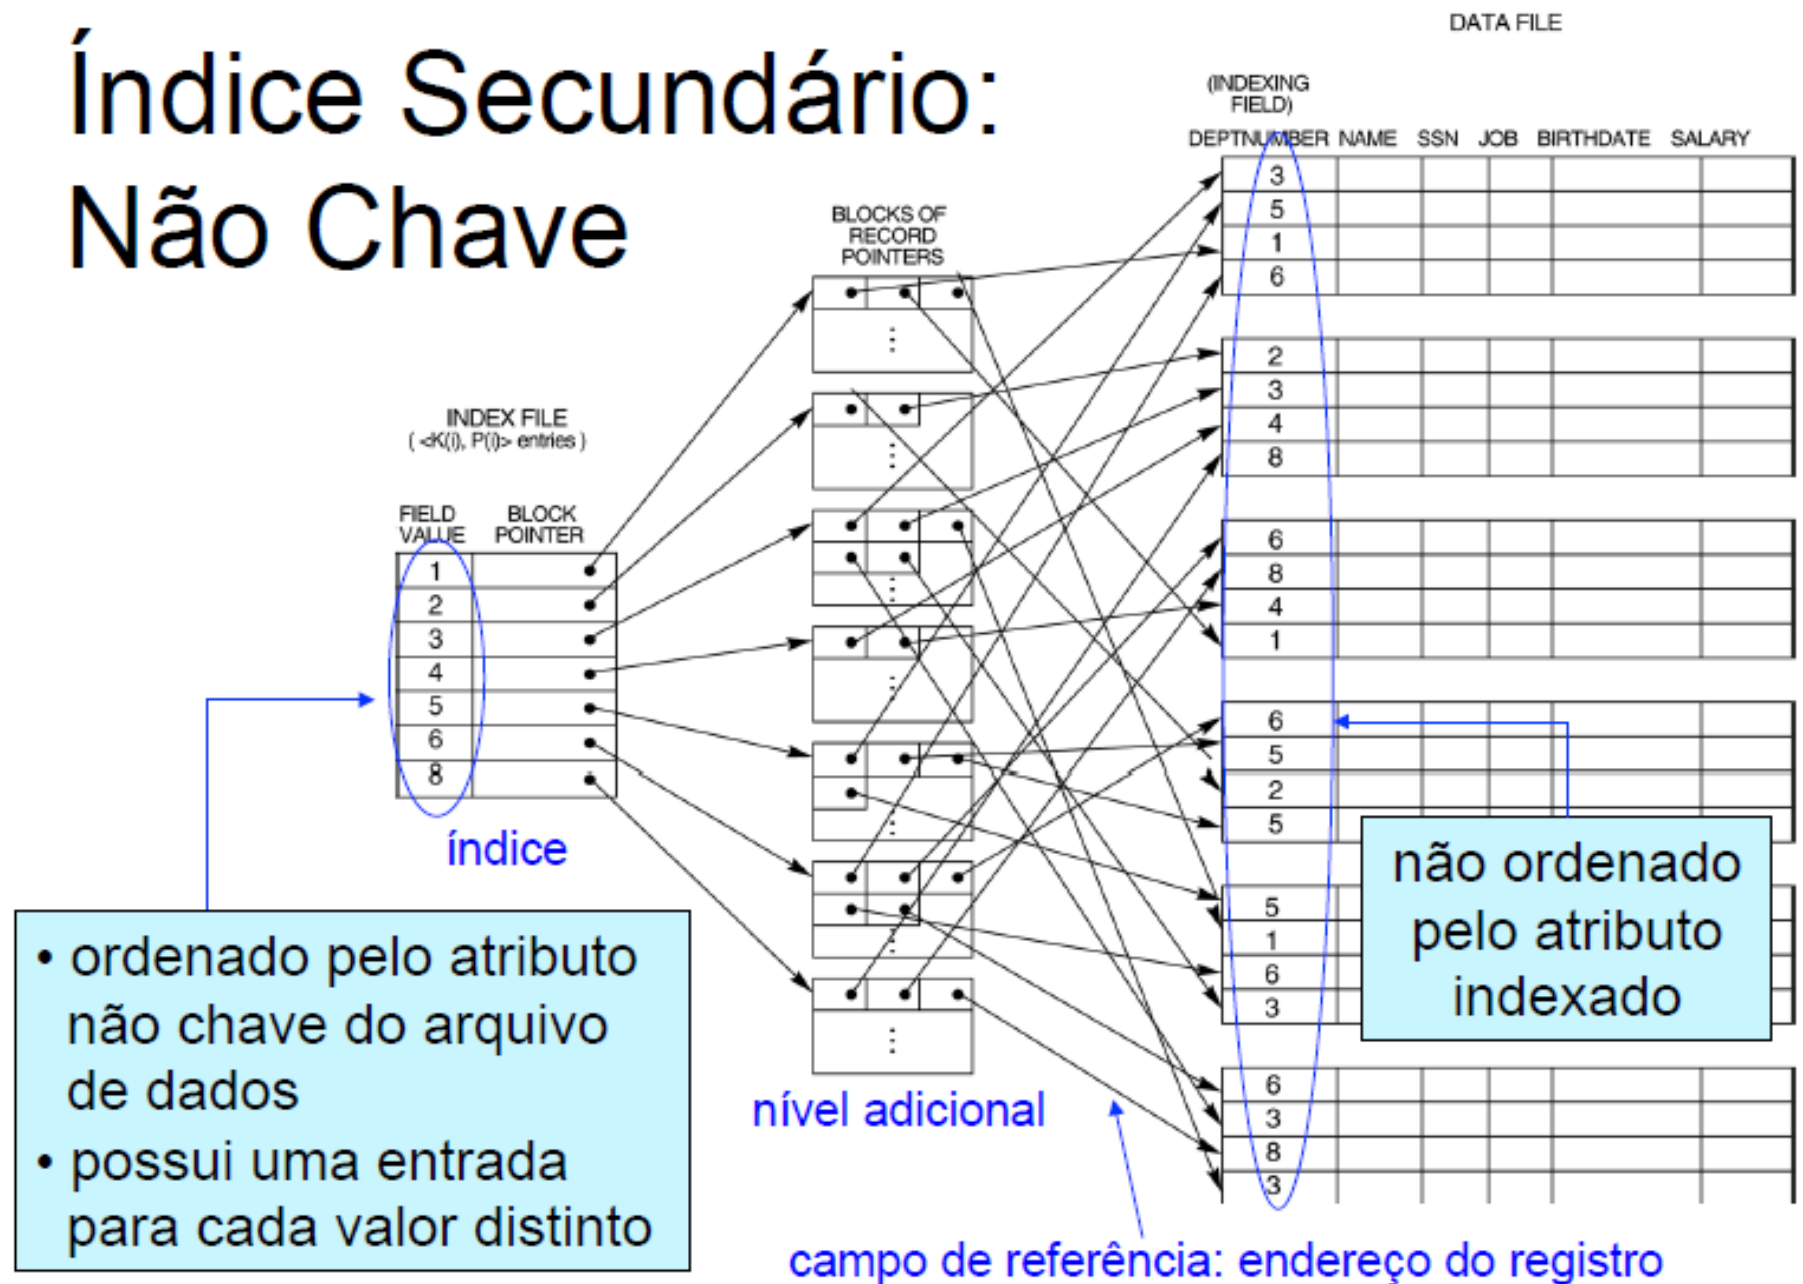 Índice Secundário:
Não Chave
DATA FILE
(INDEXING
FIELD)
DEPTNUMBER NAME SSN JOB BIRTHDATE SALARY
3
5
1
6
2
3
4
8
6
8
4
1
6
5
2
5
5
1
6
3
6
3
8
3
BLOCKS OF
RECORD
POINTERS
INDEX FILE
( <K(i), P(i)> entries )
FIELD
VALUE
BLOCK
POINTER
1
2
3
4
5
6
8
índice
• ordenado pelo atributo
não chave do arquivo
de dados
• possui uma entrada
para cada valor distinto
nível adicional
não ordenado
pelo atributo
indexado
campo de referência: endereço do registro